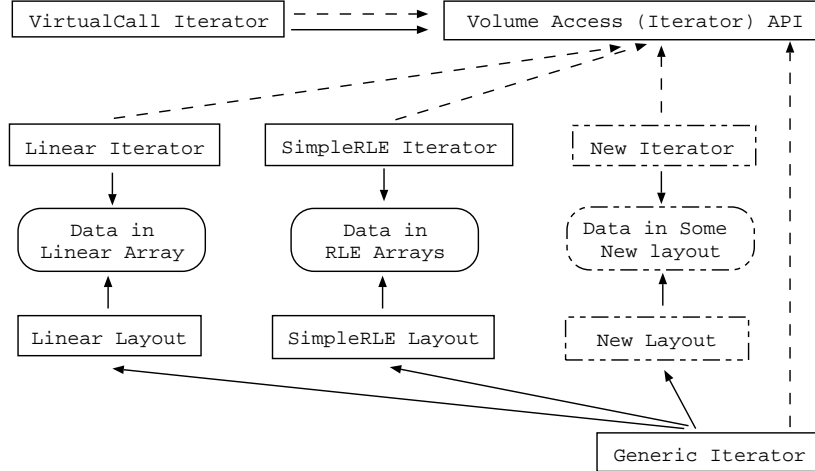 VirtualCall Iterator
Volume Access (Iterator) API
Linear Iterator
SimpleRLE Iterator
New Iterator
Data in
Linear Array
Data in
RLE Arrays
Data in Some
New layout
Linear Layout
SimpleRLE Layout
New Layout
Generic Iterator